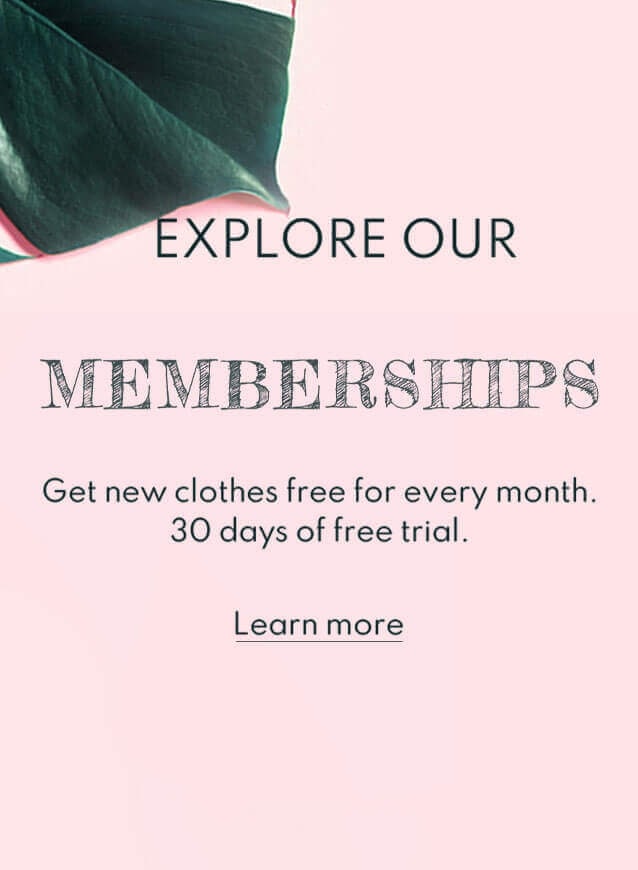 EXPLORE OUR
MEMBERSHIPS
Get new clothes free for every month.
30 days of free trial.
Learn more